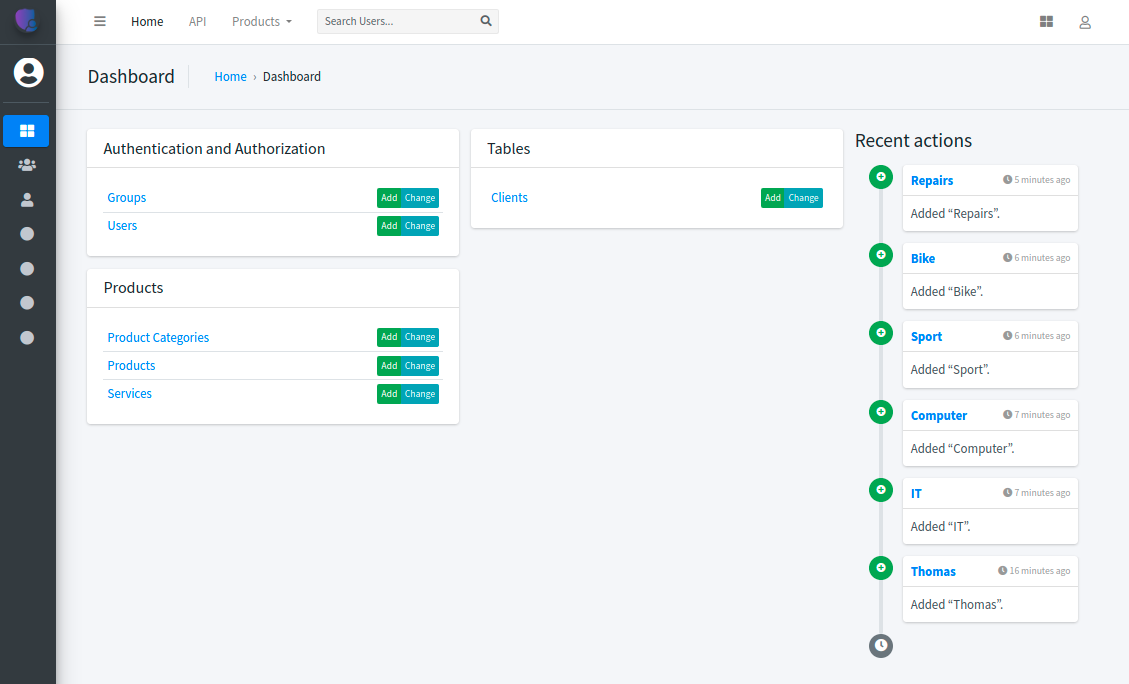 Home API Products Search Users...
Dashboard Home › Dashboard
Authentication and Authorization
Groups Add Change
Users Add Change
Products
Product Categories Add Change
Products Add Change
Services Add Change
Tables
Clients Add Change
Recent actions
Repairs 5 minutes ago
Added “Repairs”.
Bike 6 minutes ago
Added “Bike”.
Sport 6 minutes ago
Added “Sport”.
Computer 7 minutes ago
Added “Computer”.
IT 7 minutes ago
Added “IT”.
Thomas 16 minutes ago
Added “Thomas”.